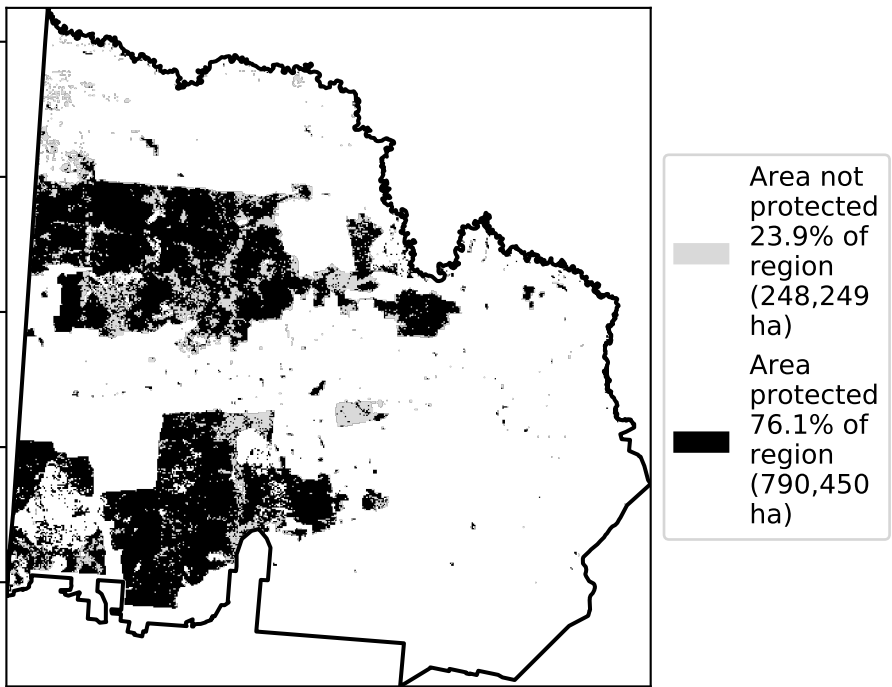 Area not
protected
23.9% of
region
(248,249
ha)
Area
protected
76.1% of
region
(790,450
ha)